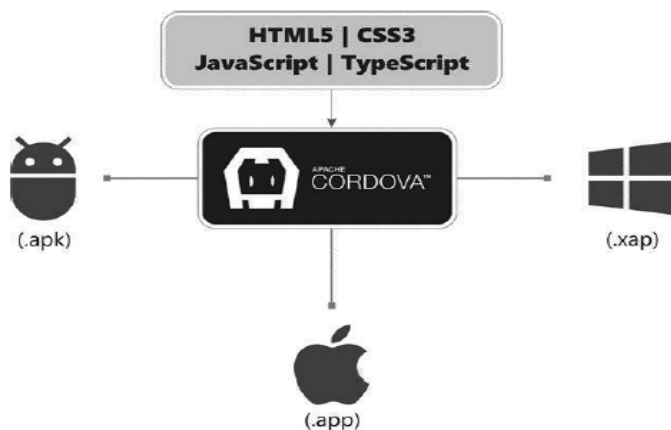 HTML5 | CSS3
JavaScript | TypeScript
APACHE
CORDOVA™
(.apk)
(.xap)
(.app)